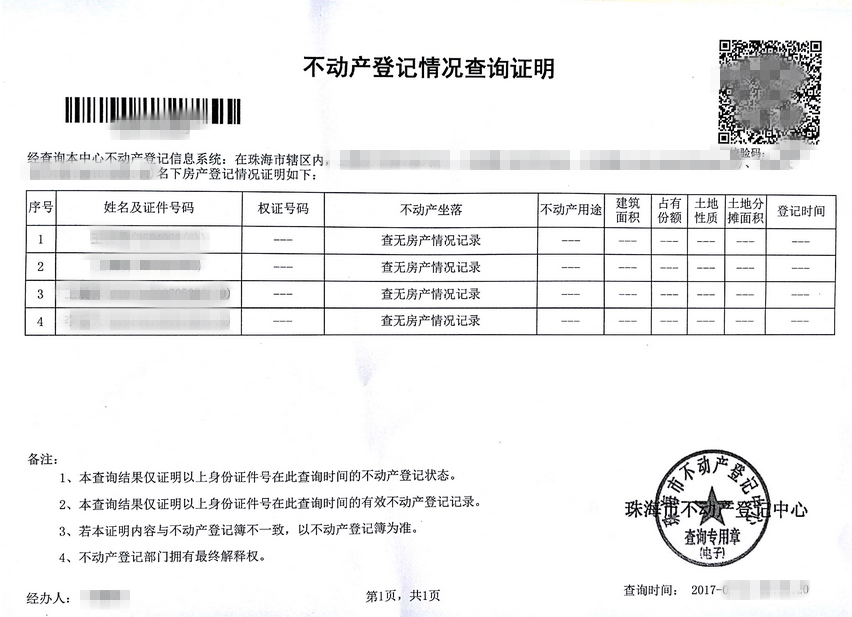 不动产登记情况查询证明
校验码:
经查询本中心不动产登记信息系统:在珠海市辖区内,
、
名下房产登记情况证明如下:
序号 姓名及证件号码 权证号码 不动产坐落 不动产用途 建筑面积 占有份额 土地性质 土地分摊面积 登记时间
1 --- 查无房产情况记录 --- --- --- --- --- ---
2 --- 查无房产情况记录 --- --- --- --- --- ---
3 --- 查无房产情况记录 --- --- --- --- --- ---
4 --- 查无房产情况记录 --- --- --- --- --- ---
备注:
1、本查询结果仅证明以上身份证件号在此查询时间的不动产登记状态。
2、本查询结果仅证明以上身份证件号在此查询时间的有效不动产登记记录。
3、若本证明内容与不动产登记簿不一致,以不动产登记簿为准。
4、不动产登记部门拥有最终解释权。
珠海市不动产登记中心
珠海市不动产登记中心
查询专用章
(电子)
经办人:
第1页,共1页
查询时间: 2017-